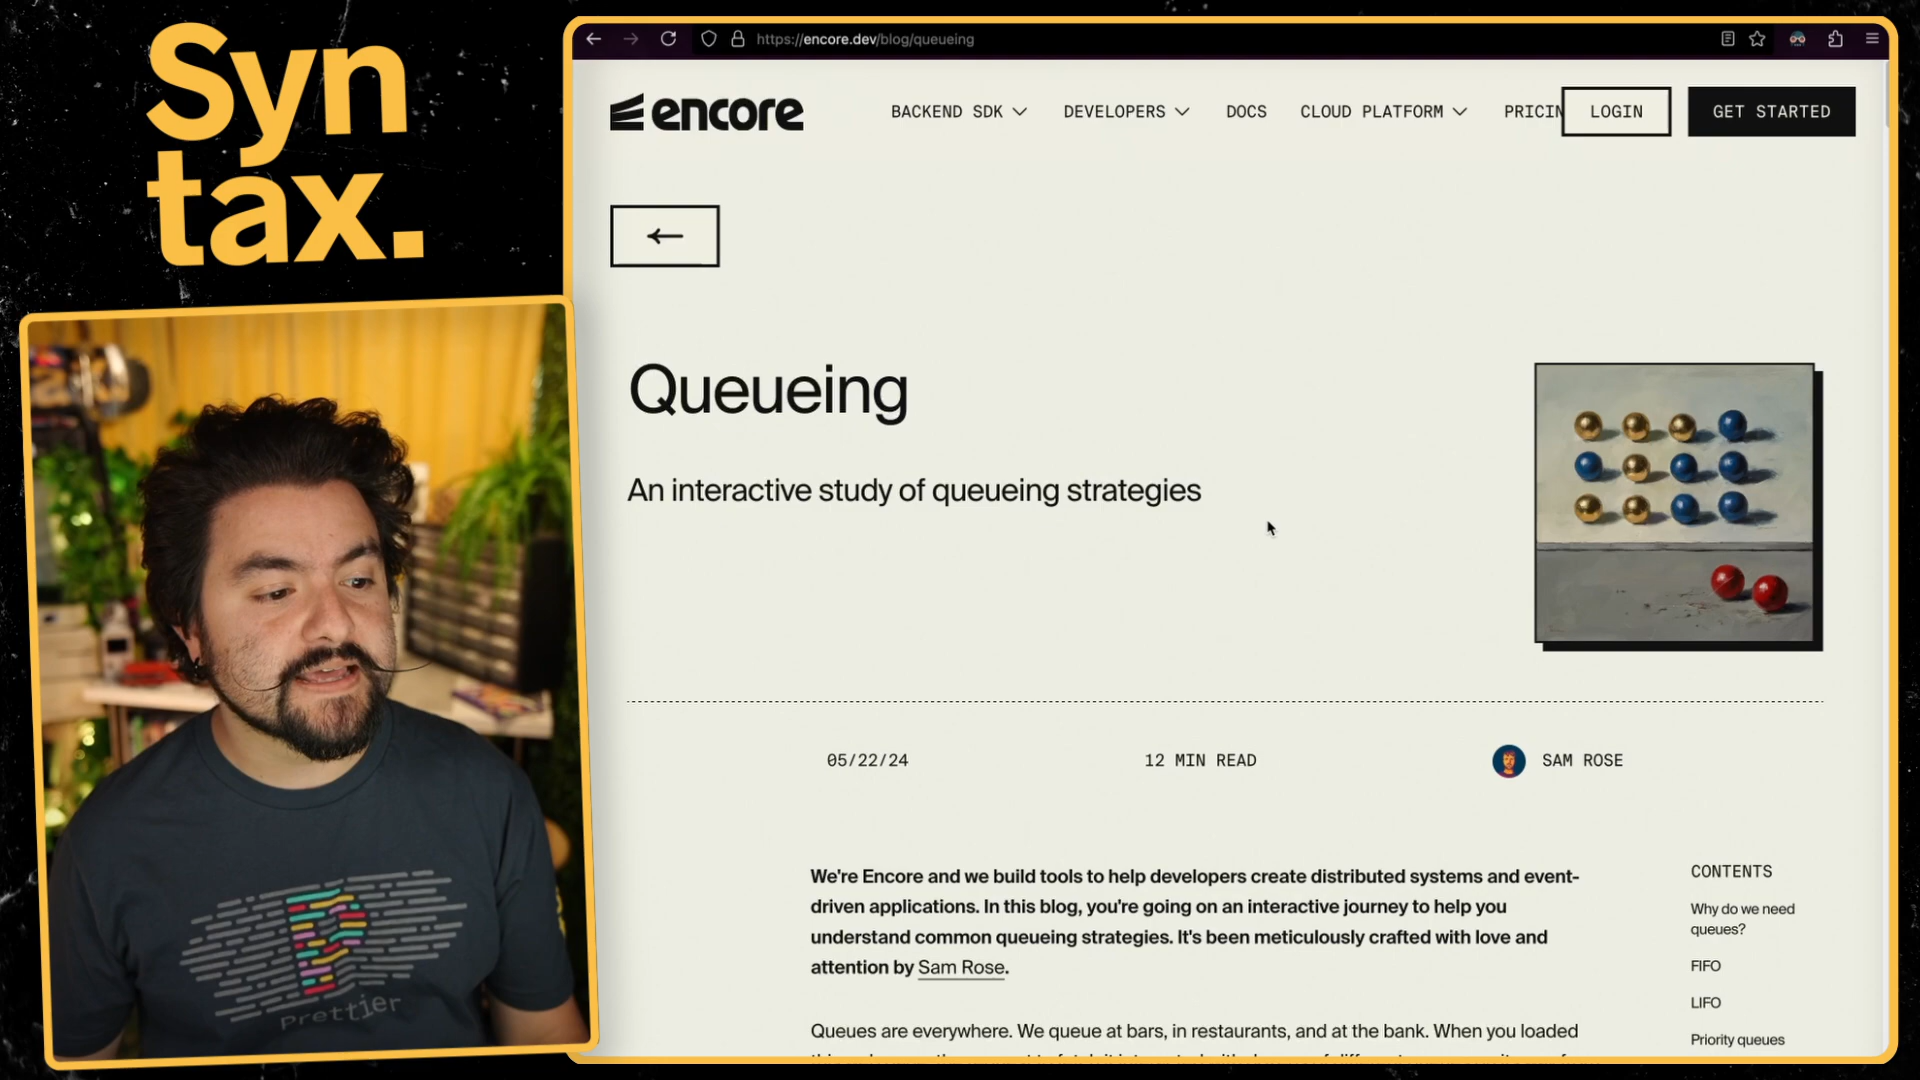 Syn
tax.
https://encore.dev/blog/queueing
encore
BACKEND SDK
DEVELOPERS
DOCS
CLOUD PLATFORM
PRICIN
LOGIN
GET STARTED
Queueing
An interactive study of queueing strategies
05/22/24
12 MIN READ
SAM ROSE
We're Encore and we build tools to help developers create distributed systems and event-
driven applications. In this blog, you're going on an interactive journey to help you
understand common queueing strategies. It's been meticulously crafted with love and
attention by Sam Rose.
Queues are everywhere. We queue at bars, in restaurants, and at the bank. When you loaded
CONTENTS
Why do we need
queues?
FIFO
LIFO
Priority queues
Prettier